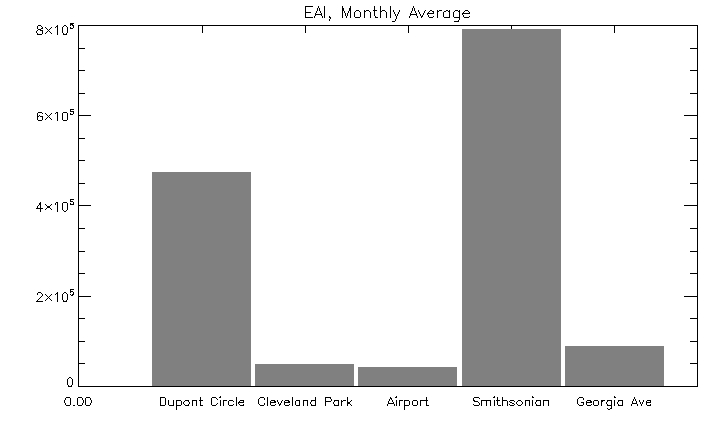 EAI, Monthly Average
8×10⁵
6×10⁵
4×10⁵
2×10⁵
0
0.00 Dupont Circle Cleveland Park Airport Smithsonian Georgia Ave